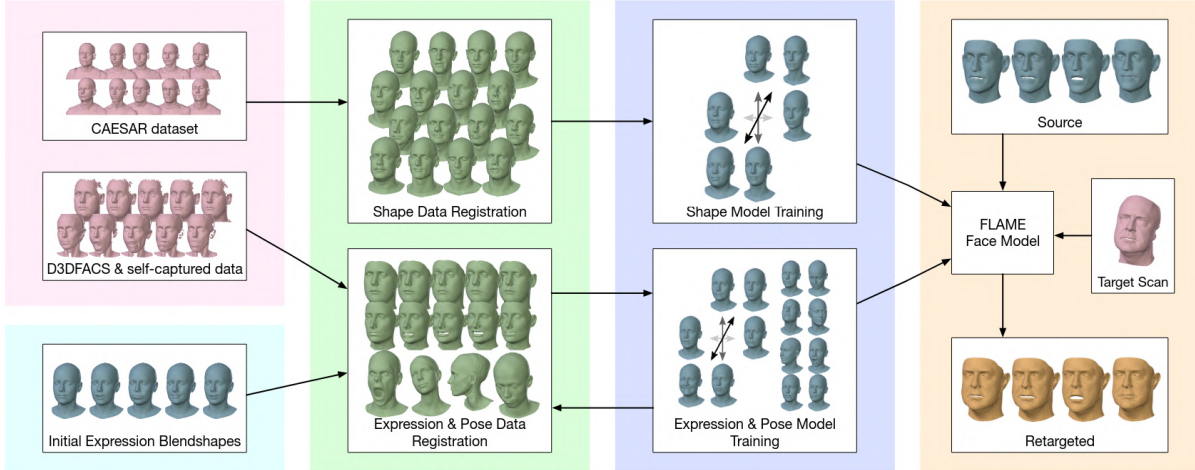 CAESAR dataset
D3DFACS & self-captured data
Initial Expression Blendshapes
Shape Data Registration
Expression & Pose Data
Registration
Shape Model Training
Expression & Pose Model
Training
Source
FLAME
Face Model
Target Scan
Retargeted